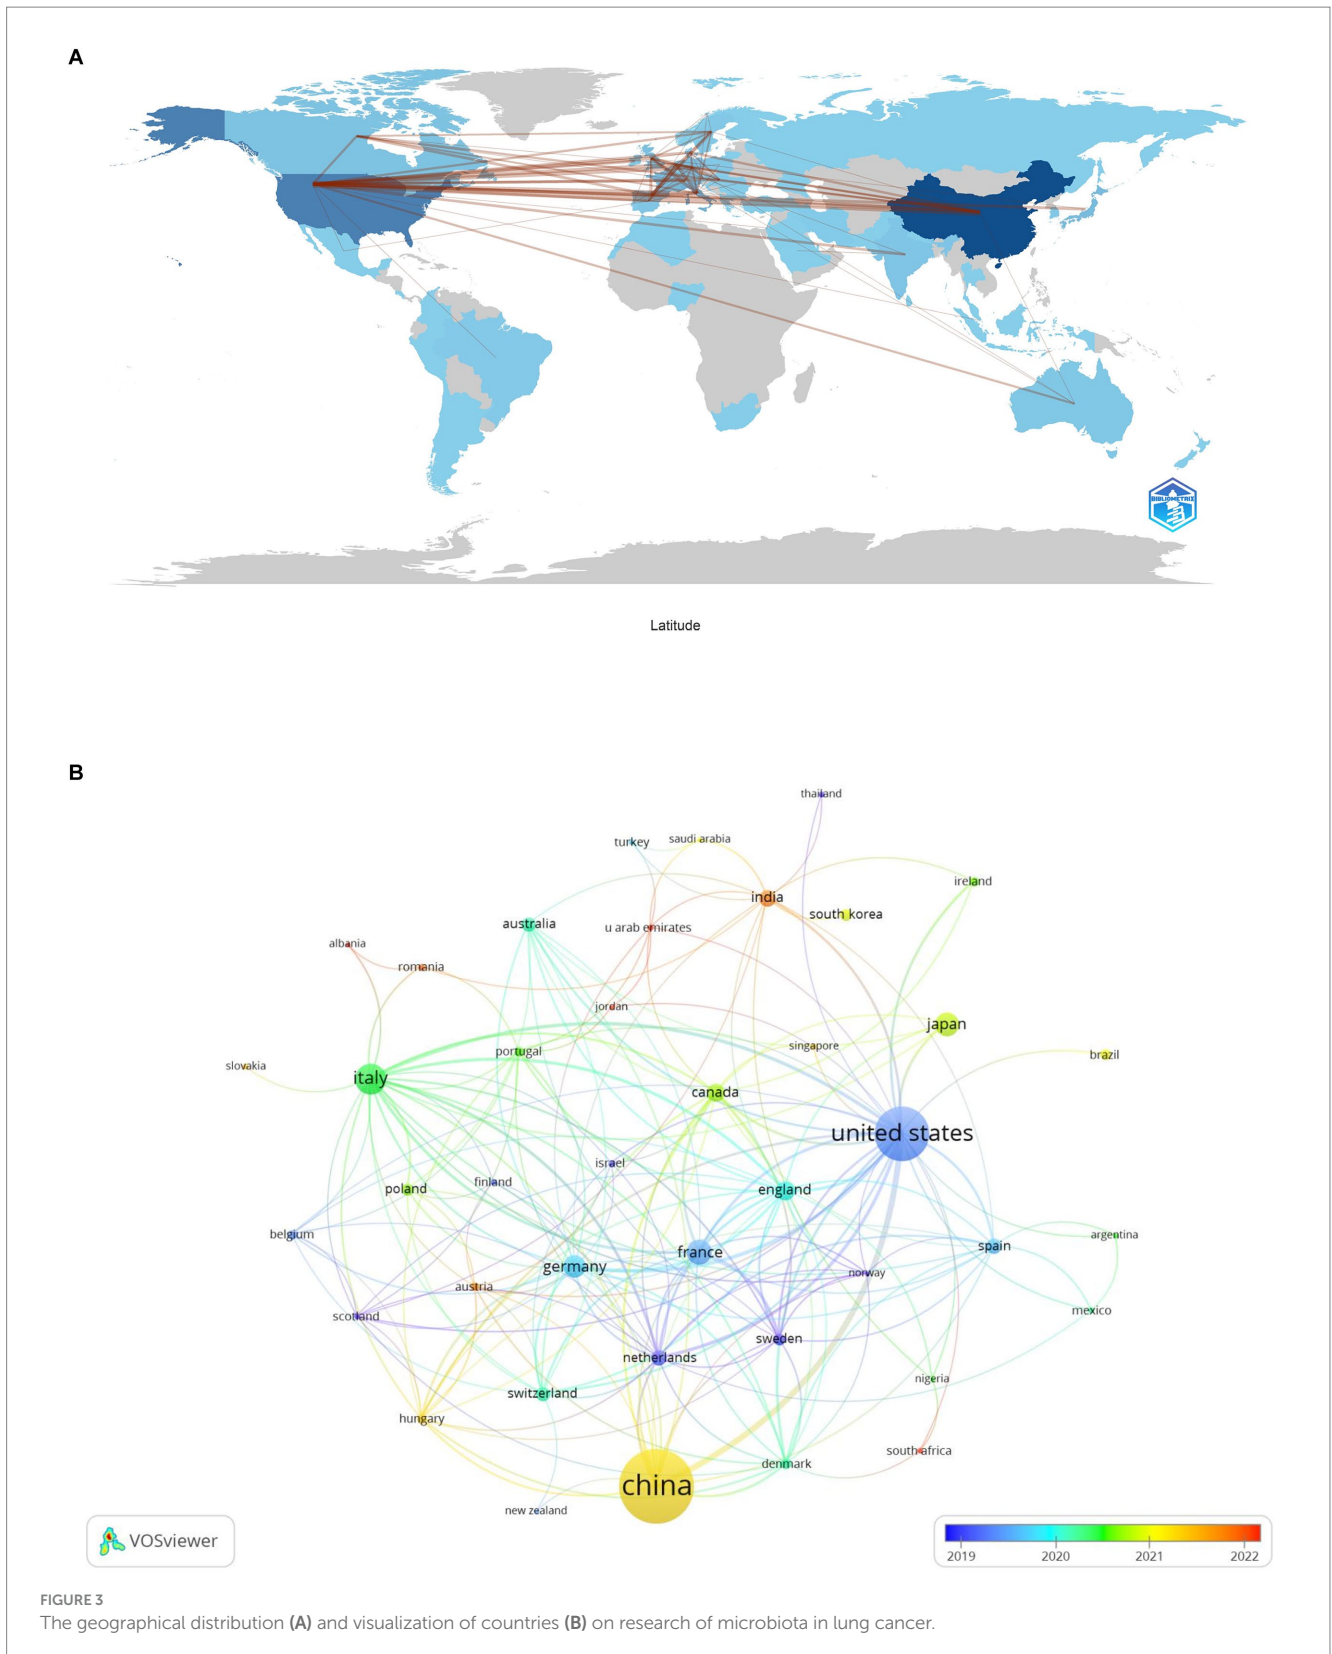 A
BIBLIOMETRIX
Latitude
B
thailand
turkey
saudi arabia
ireland
india
south korea
australia
u arab emirates
albania
romania
jordan
japan
singapore
portugal
brazil
slovakia
italy
canada
united states
israel
finland
poland
england
belgium
argentina
spain
france
germany
norway
austria
mexico
scotland
sweden
netherlands
nigeria
switzerland
hungary
south africa
denmark
china
new zealand
VOSviewer
2019 2020 2021 2022
FIGURE 3
The geographical distribution (A) and visualization of countries (B) on research of microbiota in lung cancer.